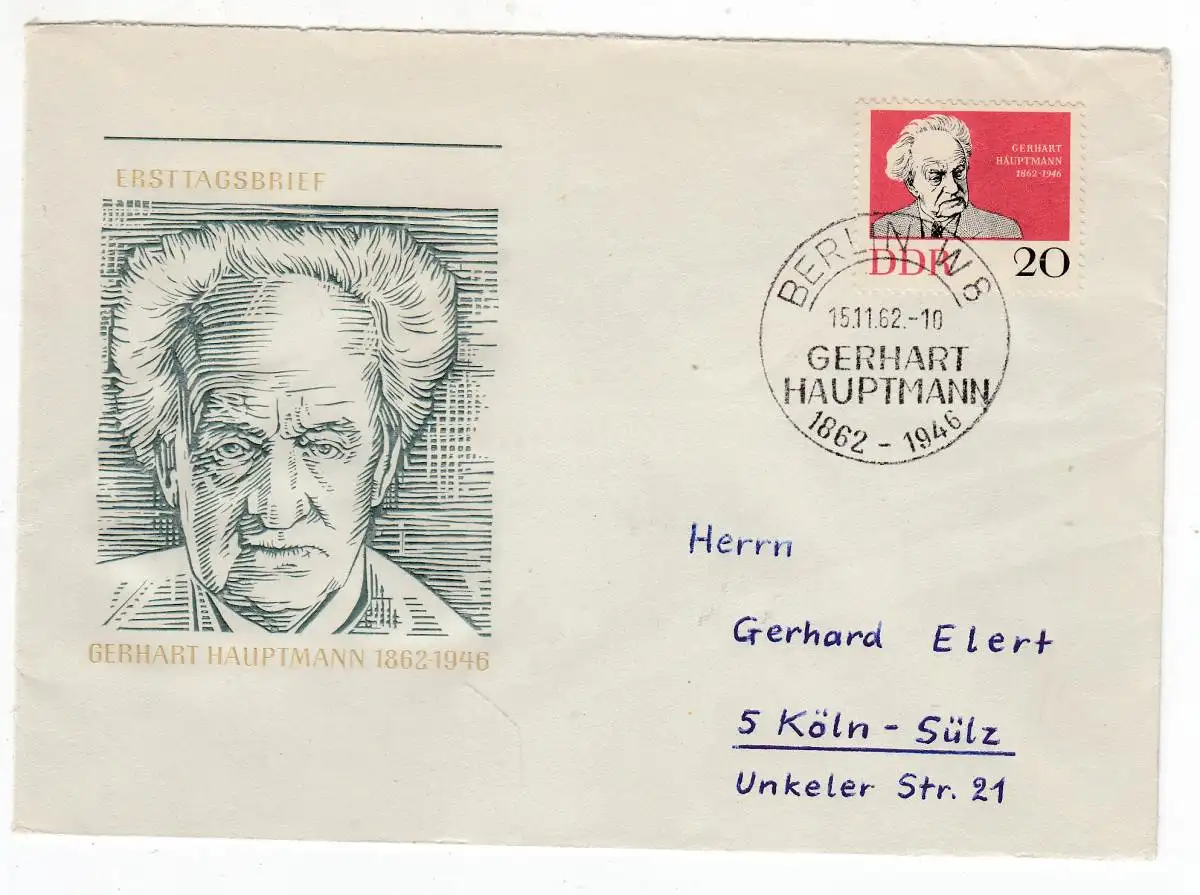 ERSTTAGSBRIEF
GERHART HAUPTMANN 1862-1946
GERHART
HAUPTMANN
1862-1946
DDR 20
BERLIN W8
15.11.62.-10
GERHART
HAUPTMANN
1862 - 1946
Herrn
Gerhard Elert
5 Köln - Sülz
Unkeler Str. 21